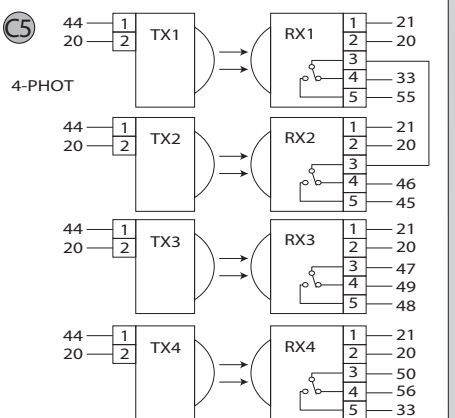 C5
4-PHOT
44 1 TX1 RX1 1 21
20 2 2 20
3
4 33
5 55
44 1 TX2 RX2 1 21
20 2 2 20
3
4 46
5 45
44 1 TX3 RX3 1 21
20 2 2 20
3 47
4 49
5 48
44 1 TX4 RX4 1 21
20 2 2 20
3 50
4 56
5 33